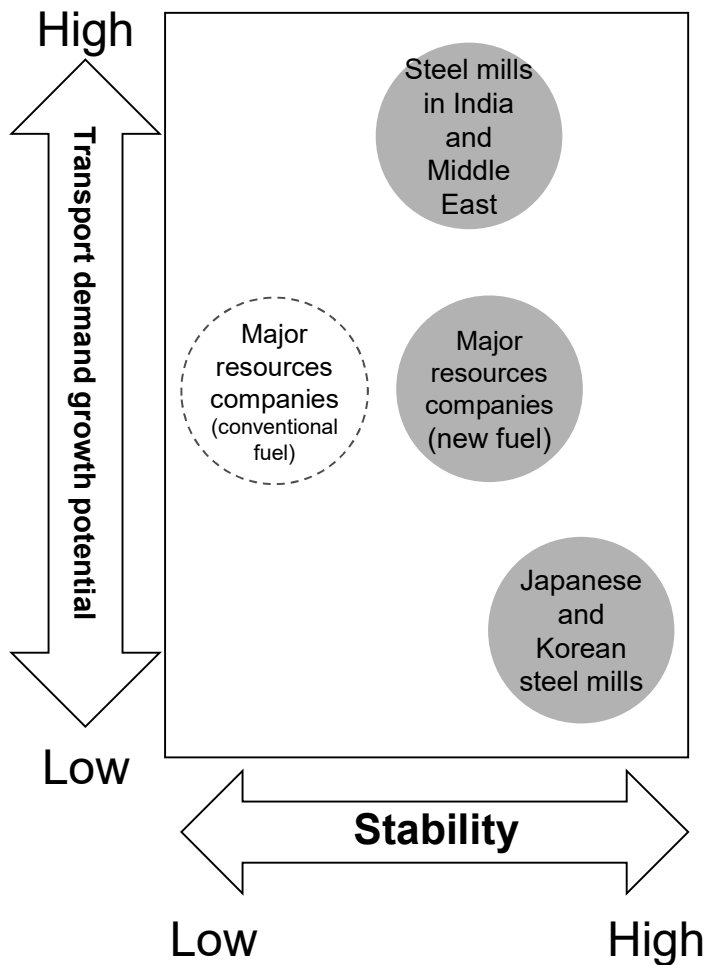 High
Transport demand growth potential
Low
Steel mills
in India
and
Middle
East
Major
resources
companies
(conventional
fuel)
Major
resources
companies
(new fuel)
Japanese
and
Korean
steel mills
Stability
Low
High